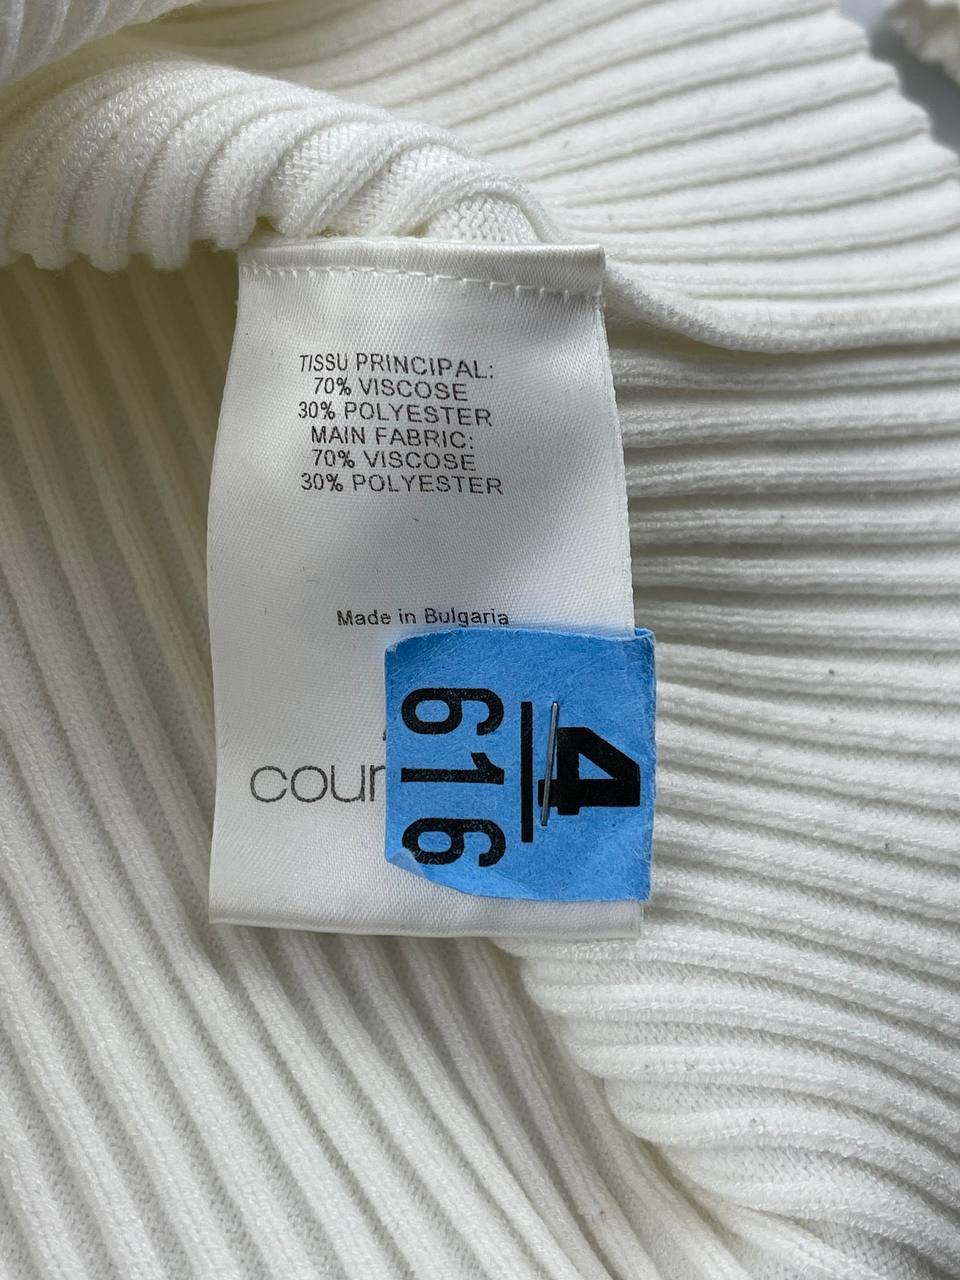 TISSU PRINCIPAL:
70% VISCOSE
30% POLYESTER
MAIN FABRIC:
70% VISCOSE
30% POLYESTER
Made in Bulgaria
4
616